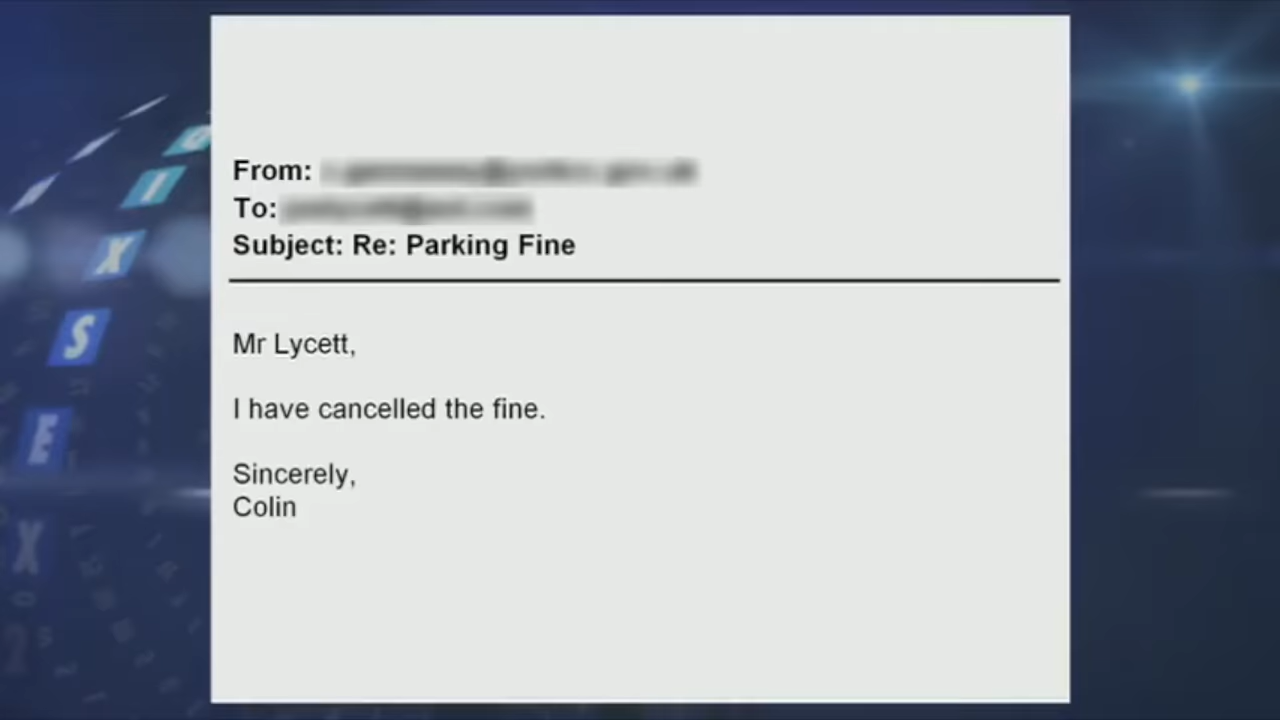 From:
To:
Subject: Re: Parking Fine
Mr Lycett,
I have cancelled the fine.
Sincerely,
Colin
I
X
S
E
X